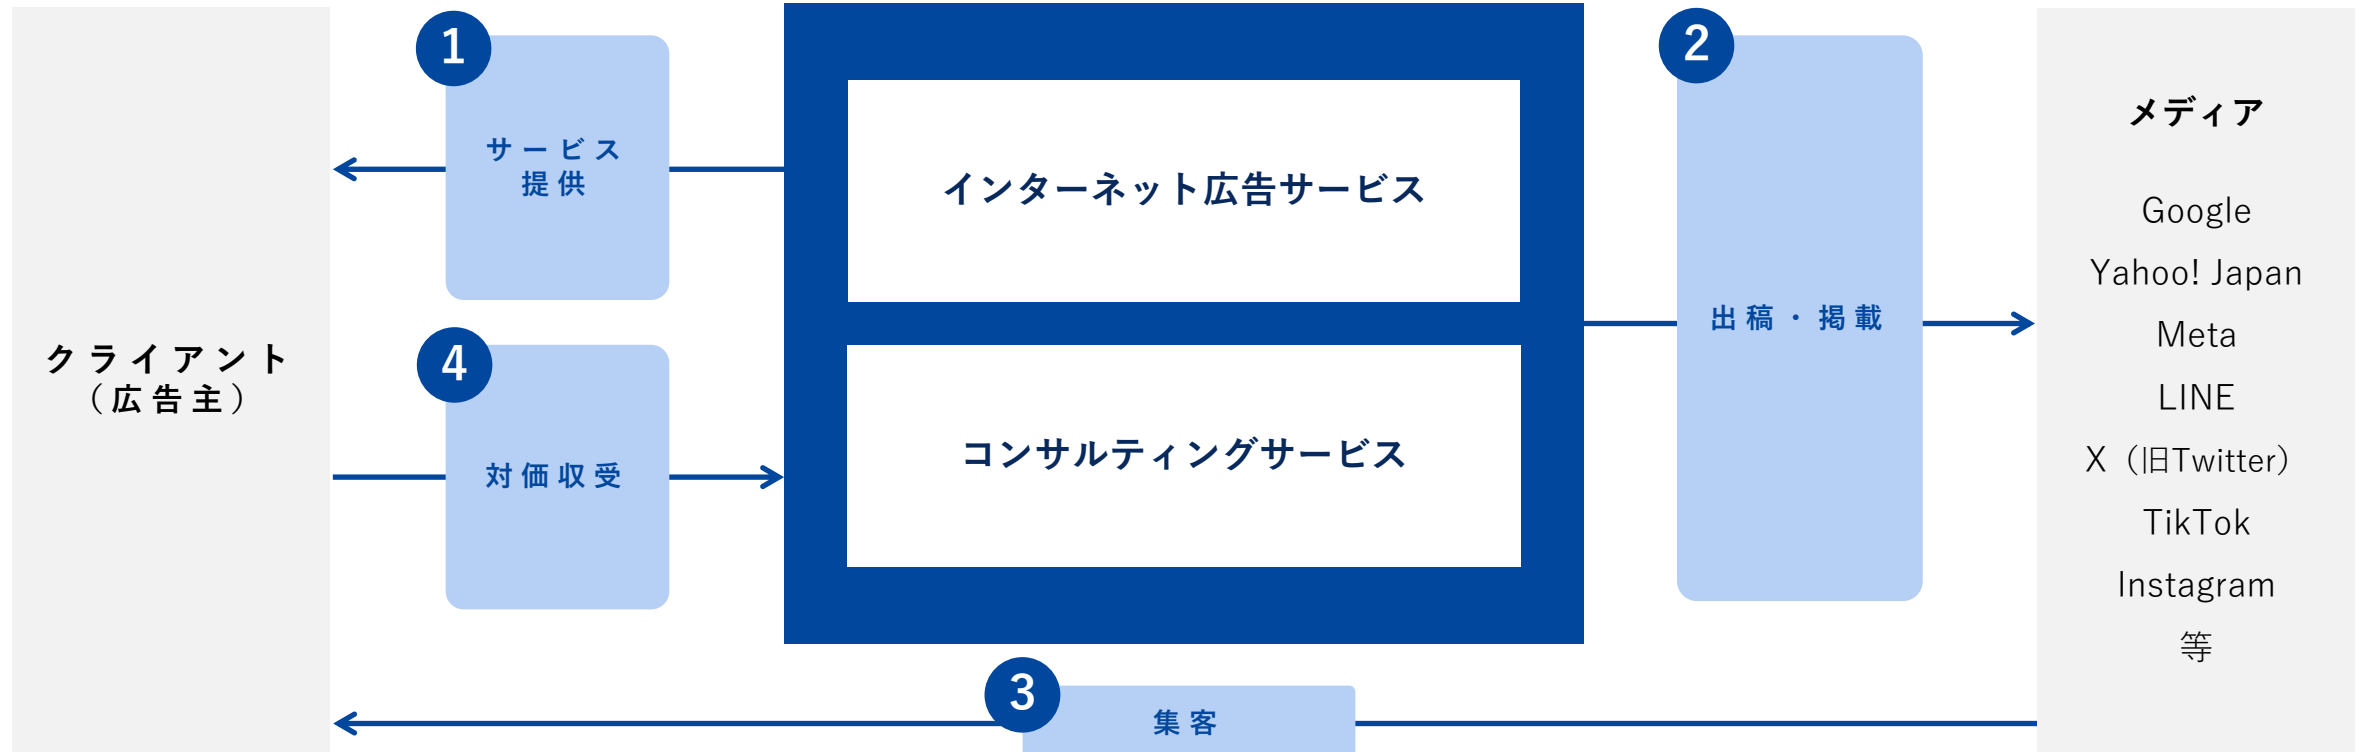 クライアント
（広告主）
1
サービス
提供
4
対価収受
インターネット広告サービス
コンサルティングサービス
2
出稿・掲載
メディア
Google
Yahoo! Japan
Meta
LINE
X（旧Twitter）
TikTok
Instagram
等
3
集客